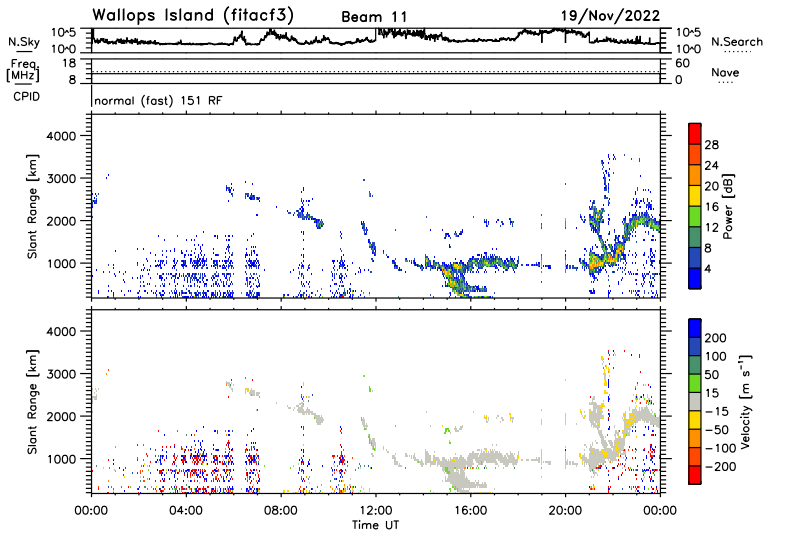 Wallops Island (fitacf3) Beam 11 19/Nov/2022
N.Sky 10^5 10^0 10^5 10^0 N.Search
Freq. [MHz] 18 8 60 0 Nave
CPID normal (fast) 151 RF
Slant Range [km] 4000 3000 2000 1000
28 24 20 16 12 8 4 Power [dB]
Slant Range [km] 4000 3000 2000 1000
200 100 50 15 −15 −50 −100 −200 Velocity [m s⁻¹]
00:00 04:00 08:00 12:00 16:00 20:00 00:00
Time UT